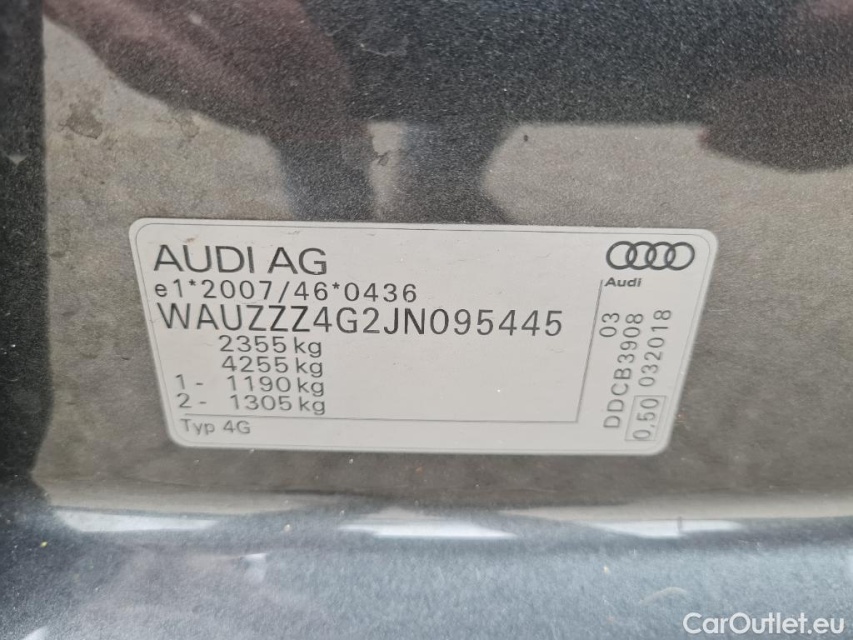 AUDI AG
e1*2007/46*0436
WAUZZZ4G2JN095445
2355 kg
4255 kg
1 - 1190 kg
2 - 1305 kg
Typ 4G
Audi
03
DDCB3908
0,50 032018
CarOutlet.eu